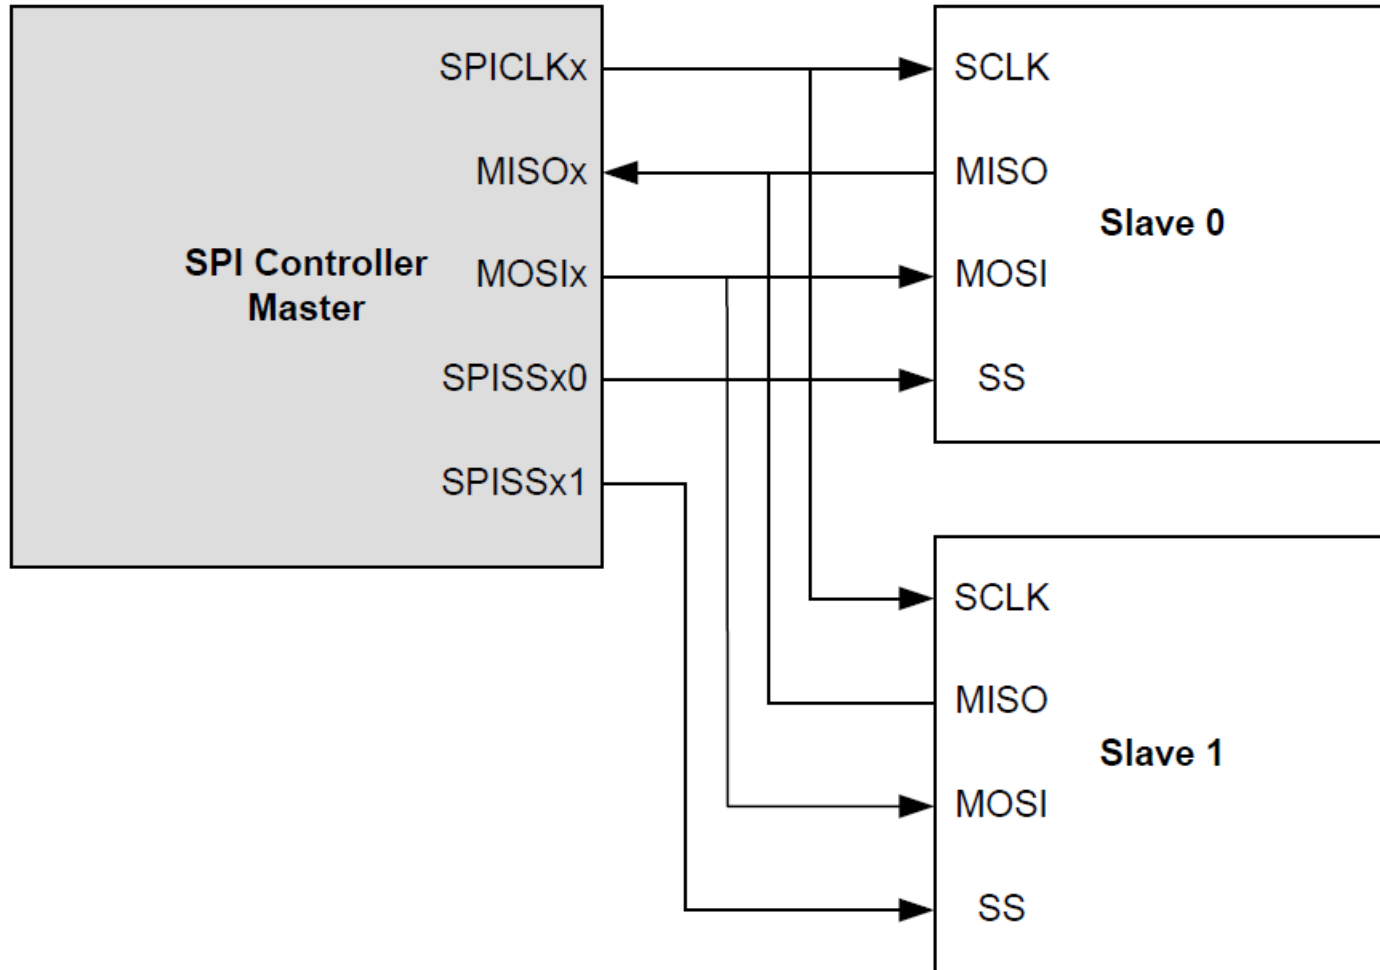 SPI Controller
Master
SPICLKx
MISOx
MOSIx
SPISSx0
SPISSx1
SCLK
MISO
Slave 0
MOSI
SS
SCLK
MISO
Slave 1
MOSI
SS